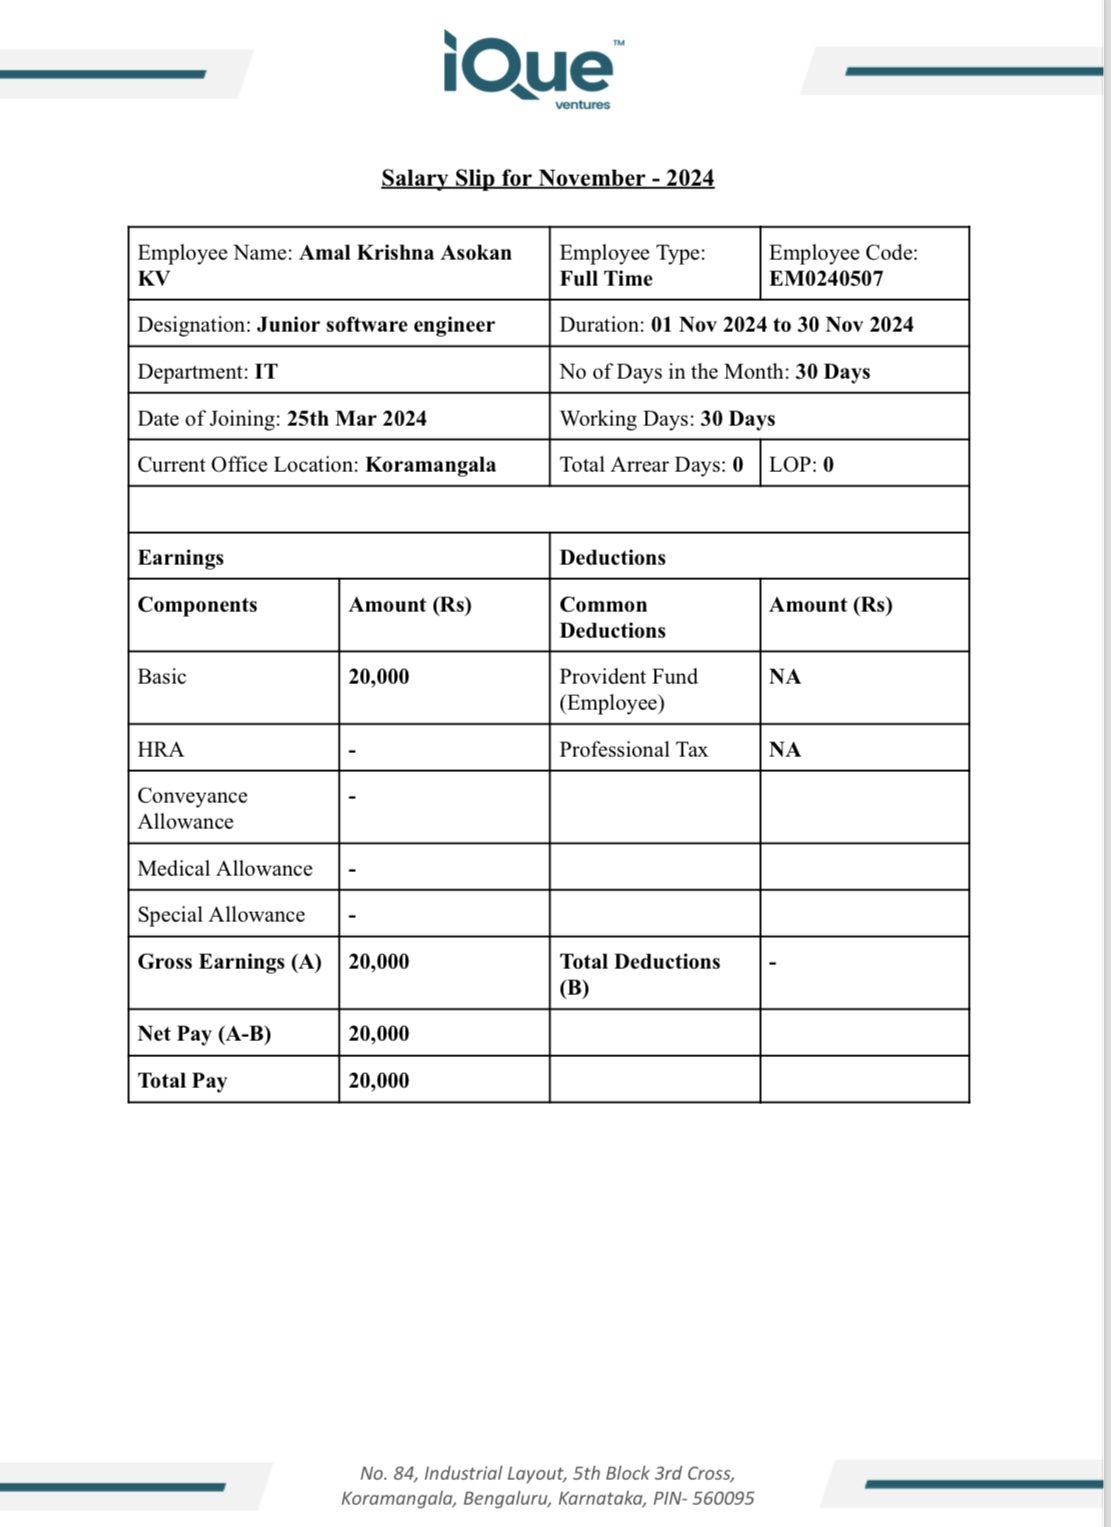 iQue™
ventures
Salary Slip for November - 2024
Employee Name: Amal Krishna Asokan
KV
Employee Type:
Full Time
Employee Code:
EM0240507
Designation: Junior software engineer
Duration: 01 Nov 2024 to 30 Nov 2024
Department: IT
No of Days in the Month: 30 Days
Date of Joining: 25th Mar 2024
Working Days: 30 Days
Current Office Location: Koramangala
Total Arrear Days: 0
LOP: 0
Earnings
Deductions
Components
Amount (Rs)
Common
Deductions
Amount (Rs)
Basic
20,000
Provident Fund
(Employee)
NA
HRA
-
Professional Tax
NA
Conveyance
Allowance
-
Medical Allowance
-
Special Allowance
-
Gross Earnings (A)
20,000
Total Deductions
(B)
-
Net Pay (A-B)
20,000
Total Pay
20,000
No. 84, Industrial Layout, 5th Block 3rd Cross,
Koramangala, Bengaluru, Karnataka, PIN- 560095